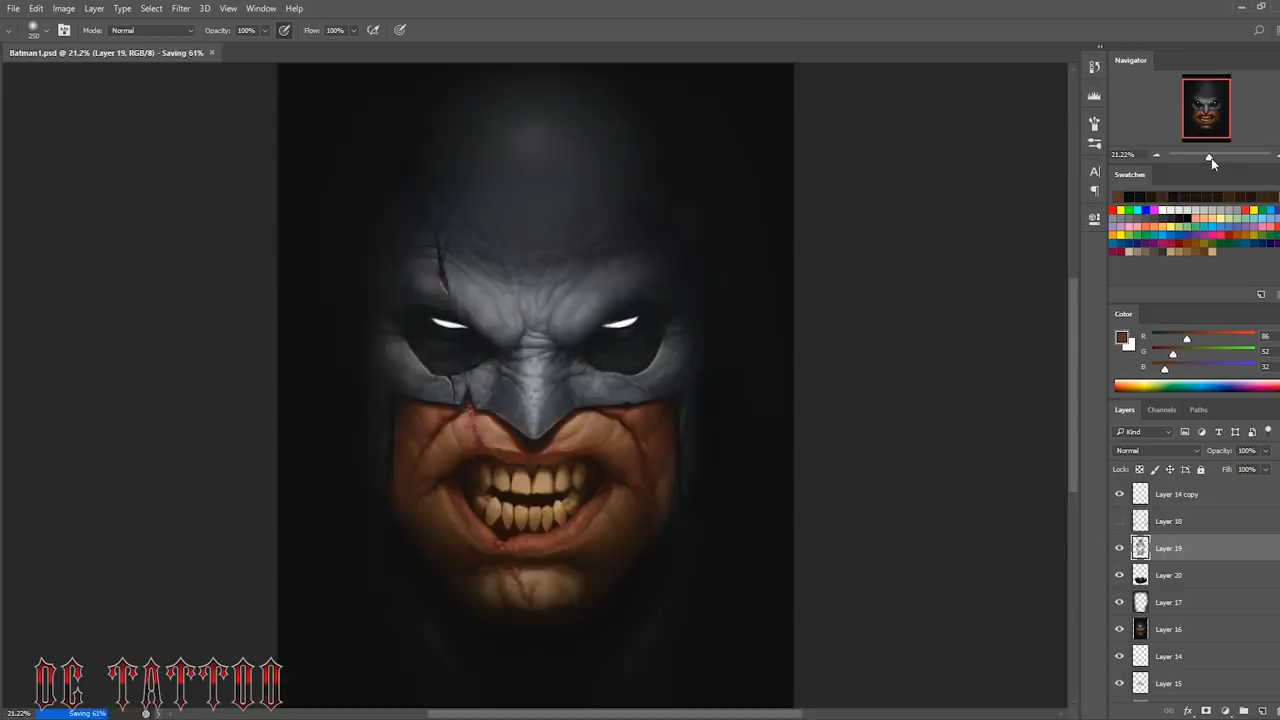 File Edit Image Layer Type Select Filter 3D View Window Help
250 Mode: Normal Opacity: 100% Flow: 100%
Batman1.psd @ 21.2% (Layer 19, RGB/8) - Saving 61% ×
Navigator
21.22%
Swatches
Color
R 86
G 52
B 32
Layers Channels Paths
Kind
Normal Opacity: 100%
Lock: Fill: 100%
Layer 14 copy
Layer 18
Layer 19
Layer 20
Layer 17
Layer 16
Layer 14
Layer 15
DC TATTOO
21.22% Saving 61%